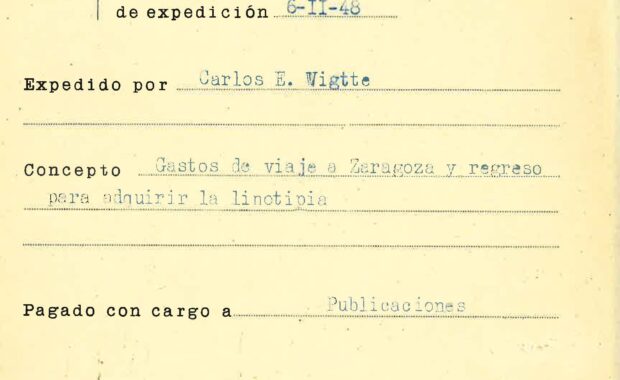 de expedición 6-II-48
Expedido por Carlos E. Wigtte
Concepto Gastos de viaje a Zaragoza y regreso
para adquirir la linotipia
Pagado con cargo a Publicaciones